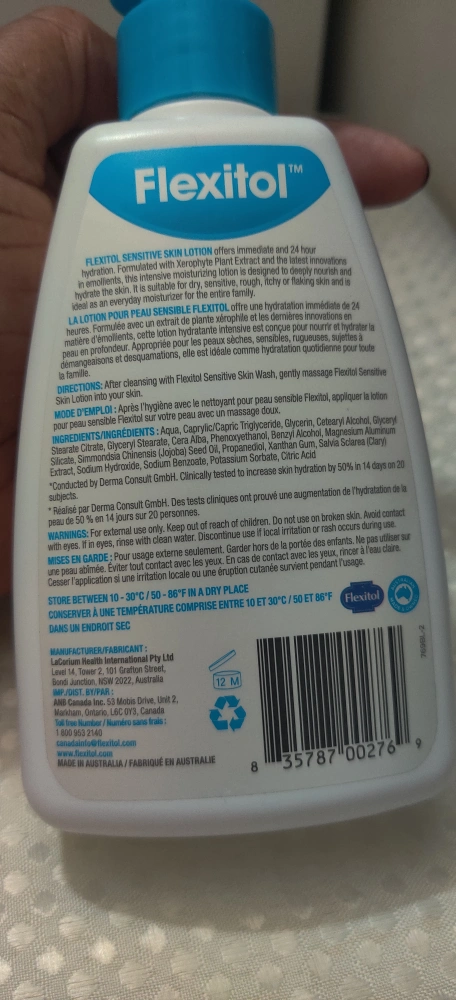 Flexitol™
FLEXITOL SENSITIVE SKIN LOTION offers immediate and 24 hour
hydration. Formulated with Xerophyte Plant Extract and the latest innovations
in emollients, this intensive moisturizing lotion is designed to deeply nourish and
hydrate the skin. It is suitable for dry, sensitive, rough, itchy or flaking skin and is
ideal as an everyday moisturizer for the entire family.
LA LOTION POUR PEAU SENSIBLE FLEXITOL offre une hydratation immédiate de 24
heures. Formulée avec un extrait de plante xérophile et les dernières innovations en
matière d'émollients, cette lotion hydratante intensive est conçue pour nourrir et hydrater la
peau en profondeur. Appropriée pour les peaux sèches, sensibles, rugueuses, sujettes à
démangeaisons et desquamations, elle est idéale comme hydratation quotidienne pour toute
la famille.
DIRECTIONS: After cleansing with Flexitol Sensitive Skin Wash, gently massage Flexitol Sensitive
Skin Lotion into your skin.
MODE D'EMPLOI : Après l'hygiène avec le nettoyant pour peau sensible Flexitol, appliquer la lotion
pour peau sensible Flexitol sur votre peau avec un massage doux.
INGREDIENTS/INGRÉDIENTS : Aqua, Caprylic/Capric Triglyceride, Glycerin, Cetearyl Alcohol, Glyceryl
Stearate Citrate, Glyceryl Stearate, Cera Alba, Phenoxyethanol, Benzyl Alcohol, Magnesium Aluminum
Silicate, Simmondsia Chinensis (Jojoba) Seed Oil, Propanediol, Xanthan Gum, Salvia Sclarea (Clary)
Extract, Sodium Hydroxide, Sodium Benzoate, Potassium Sorbate, Citric Acid
*Conducted by Derma Consult GmbH. Clinically tested to increase skin hydration by 50% in 14 days on 20
subjects.
* Réalisé par Derma Consult GmbH. Des tests cliniques ont prouvé une augmentation de l'hydratation de la
peau de 50 % en 14 jours sur 20 personnes.
WARNINGS: For external use only. Keep out of reach of children. Do not use on broken skin. Avoid contact
with eyes. If in eyes, rinse with clean water. Discontinue use if local irritation or rash occurs during use.
MISES EN GARDE : Pour usage externe seulement. Garder hors de la portée des enfants. Ne pas utiliser sur
une peau abîmée. Éviter tout contact avec les yeux. En cas de contact avec les yeux, rincer à l'eau claire.
Cesser l'application si une irritation locale ou une éruption cutanée survient pendant l'usage.
STORE BETWEEN 10 - 30°C / 50 - 86°F IN A DRY PLACE
CONSERVER À UNE TEMPÉRATURE COMPRISE ENTRE 10 ET 30°C / 50 ET 86°F
DANS UN ENDROIT SEC
Flexitol
MANUFACTURER/FABRICANT :
LaCorium Health International Pty Ltd
Level 14, Tower 2, 101 Grafton Street,
Bondi Junction, NSW 2022, Australia
IMP./DIST. BY/PAR :
ANB Canada Inc. 53 Mobis Drive, Unit 2,
Markham, Ontario, L6C 0Y3, Canada
Toll free Number / Numéro sans frais :
1 800 953 2140
canadainfo@flexitol.com
www.flexitol.com
MADE IN AUSTRALIA / FABRIQUÉ EN AUSTRALIE
12 M
8 35787 00276 9